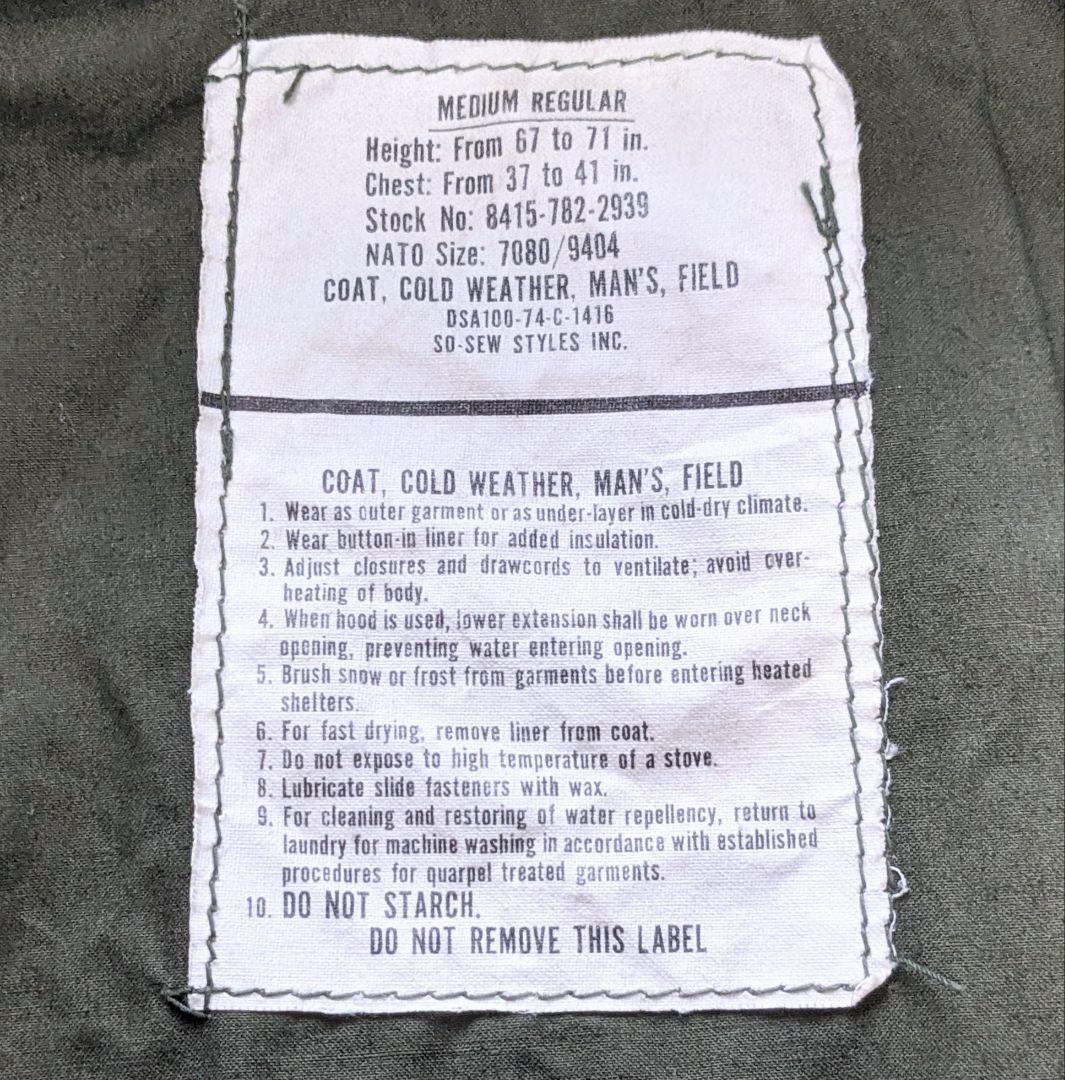 MEDIUM REGULAR
Height: From 67 to 71 in.
Chest: From 37 to 41 in.
Stock No: 8415-782-2939
NATO Size: 7080/9404
COAT, COLD WEATHER, MAN'S, FIELD
DSA100-74-C-1416
SO-SEW STYLES INC.
COAT, COLD WEATHER, MAN'S, FIELD
1. Wear as outer garment or as under-layer in cold-dry climate.
2. Wear button-in liner for added insulation.
3. Adjust closures and drawcords to ventilate; avoid over-
heating of body.
4. When hood is used, lower extension shall be worn over neck
opening, preventing water entering opening.
5. Brush snow or frost from garments before entering heated
shelters.
6. For fast drying, remove liner from coat.
7. Do not expose to high temperature of a stove.
8. Lubricate slide fasteners with wax.
9. For cleaning and restoring of water repellency, return to
laundry for machine washing in accordance with established
procedures for quarpel treated garments.
10. DO NOT STARCH.
DO NOT REMOVE THIS LABEL